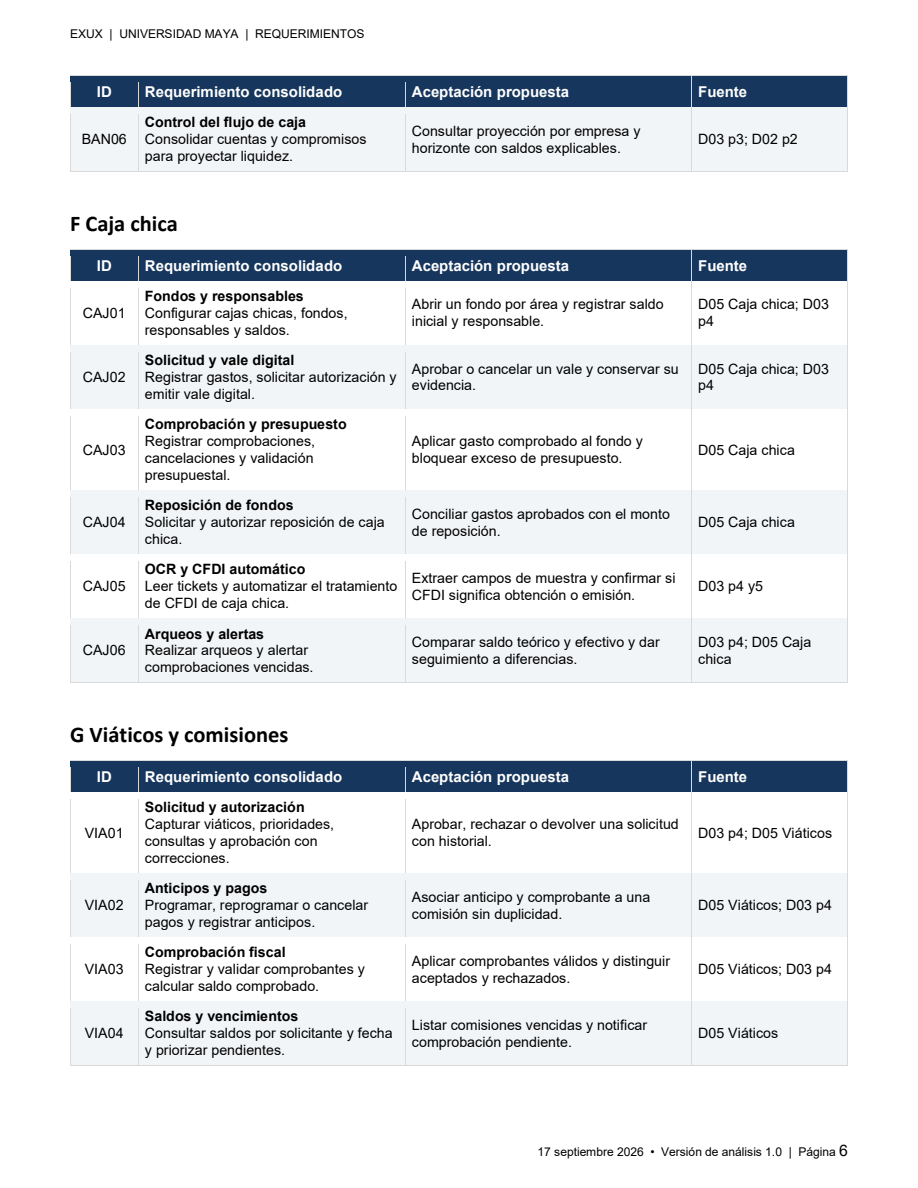 EXUX | UNIVERSIDAD MAYA | REQUERIMIENTOS
ID Requerimiento consolidado Aceptación propuesta Fuente
BAN06
Control del flujo de caja
Consolidar cuentas y compromisos
para proyectar liquidez.
Consultar proyección por empresa y
horizonte con saldos explicables.
D03 p3; D02 p2
F Caja chica
ID Requerimiento consolidado Aceptación propuesta Fuente
CAJ01
Fondos y responsables
Configurar cajas chicas, fondos,
responsables y saldos.
Abrir un fondo por área y registrar saldo
inicial y responsable.
D05 Caja chica; D03
p4
CAJ02
Solicitud y vale digital
Registrar gastos, solicitar autorización y
emitir vale digital.
Aprobar o cancelar un vale y conservar su
evidencia.
D05 Caja chica; D03
p4
CAJ03
Comprobación y presupuesto
Registrar comprobaciones,
cancelaciones y validación
presupuestal.
Aplicar gasto comprobado al fondo y
bloquear exceso de presupuesto.
D05 Caja chica
CAJ04
Reposición de fondos
Solicitar y autorizar reposición de caja
chica.
Conciliar gastos aprobados con el monto
de reposición.
D05 Caja chica
CAJ05
OCR y CFDI automático
Leer tickets y automatizar el tratamiento
de CFDI de caja chica.
Extraer campos de muestra y confirmar si
CFDI significa obtención o emisión.
D03 p4 y5
CAJ06
Arqueos y alertas
Realizar arqueos y alertar
comprobaciones vencidas.
Comparar saldo teórico y efectivo y dar
seguimiento a diferencias.
D03 p4; D05 Caja
chica
G Viáticos y comisiones
ID Requerimiento consolidado Aceptación propuesta Fuente
VIA01
Solicitud y autorización
Capturar viáticos, prioridades,
consultas y aprobación con
correcciones.
Aprobar, rechazar o devolver una solicitud
con historial.
D03 p4; D05 Viáticos
VIA02
Anticipos y pagos
Programar, reprogramar o cancelar
pagos y registrar anticipos.
Asociar anticipo y comprobante a una
comisión sin duplicidad.
D05 Viáticos; D03 p4
VIA03
Comprobación fiscal
Registrar y validar comprobantes y
calcular saldo comprobado.
Aplicar comprobantes válidos y distinguir
aceptados y rechazados.
D05 Viáticos; D03 p4
VIA04
Saldos y vencimientos
Consultar saldos por solicitante y fecha
y priorizar pendientes.
Listar comisiones vencidas y notificar
comprobación pendiente.
D05 Viáticos
17 septiembre 2026 • Versión de análisis 1.0 | Página 6